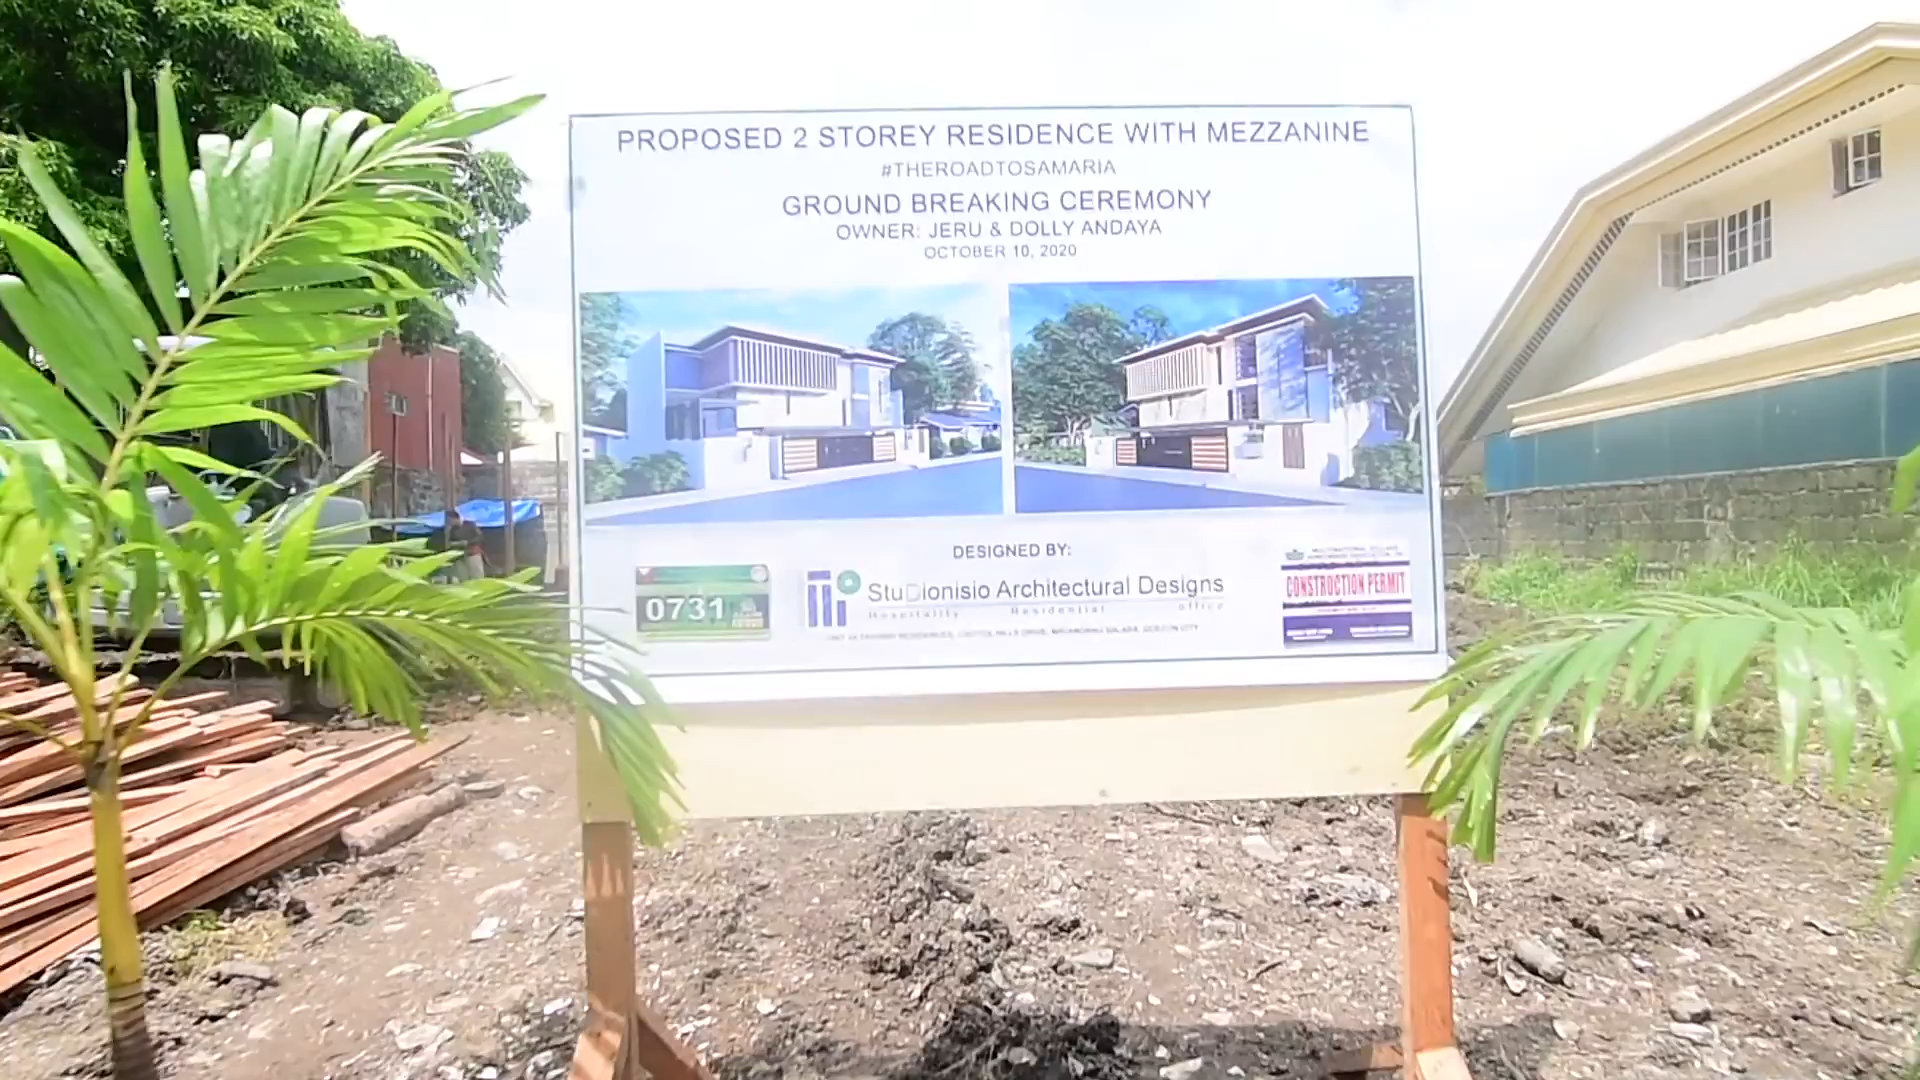 PROPOSED 2 STOREY RESIDENCE WITH MEZZANINE
#THEROADTOSAMARIA
GROUND BREAKING CEREMONY
OWNER: JERU & DOLLY ANDAYA
OCTOBER 10, 2020
DESIGNED BY:
0731
StuDionisio Architectural Designs
Hospitality Residential office
CONSTRUCTION PERMIT